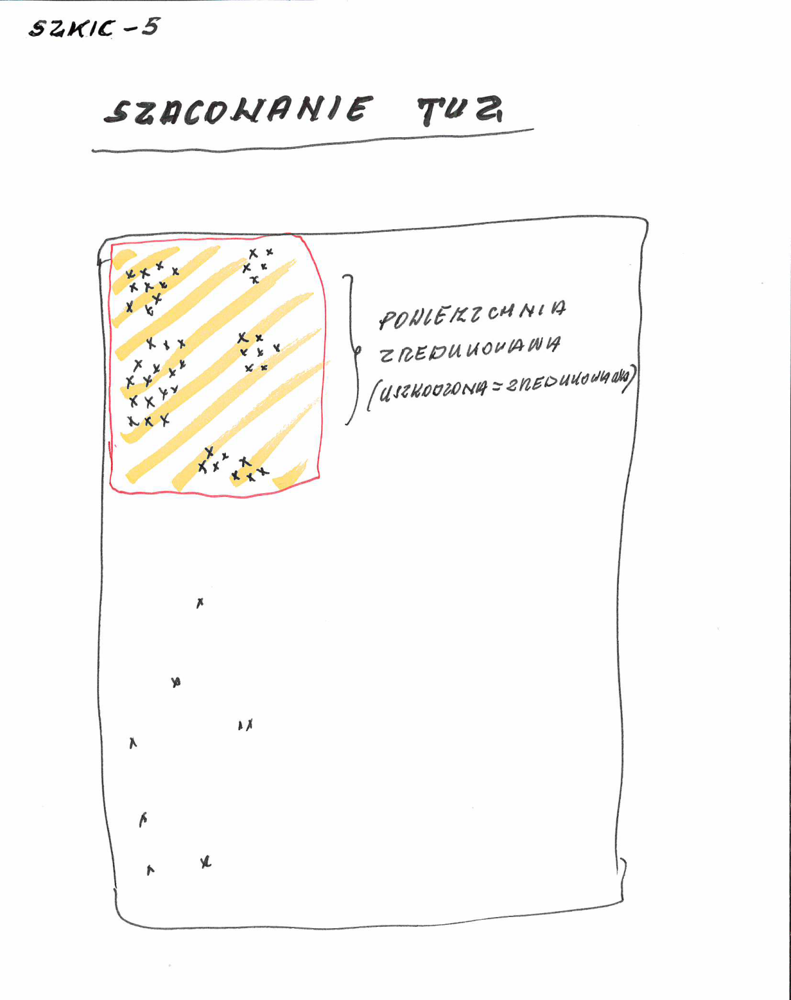 SZKIC - 5
SZACOWANIE TUZ
POWIERZCHNIA
ZREDUKOWANA
(USZKODZONA = ZREDUKOWANA)